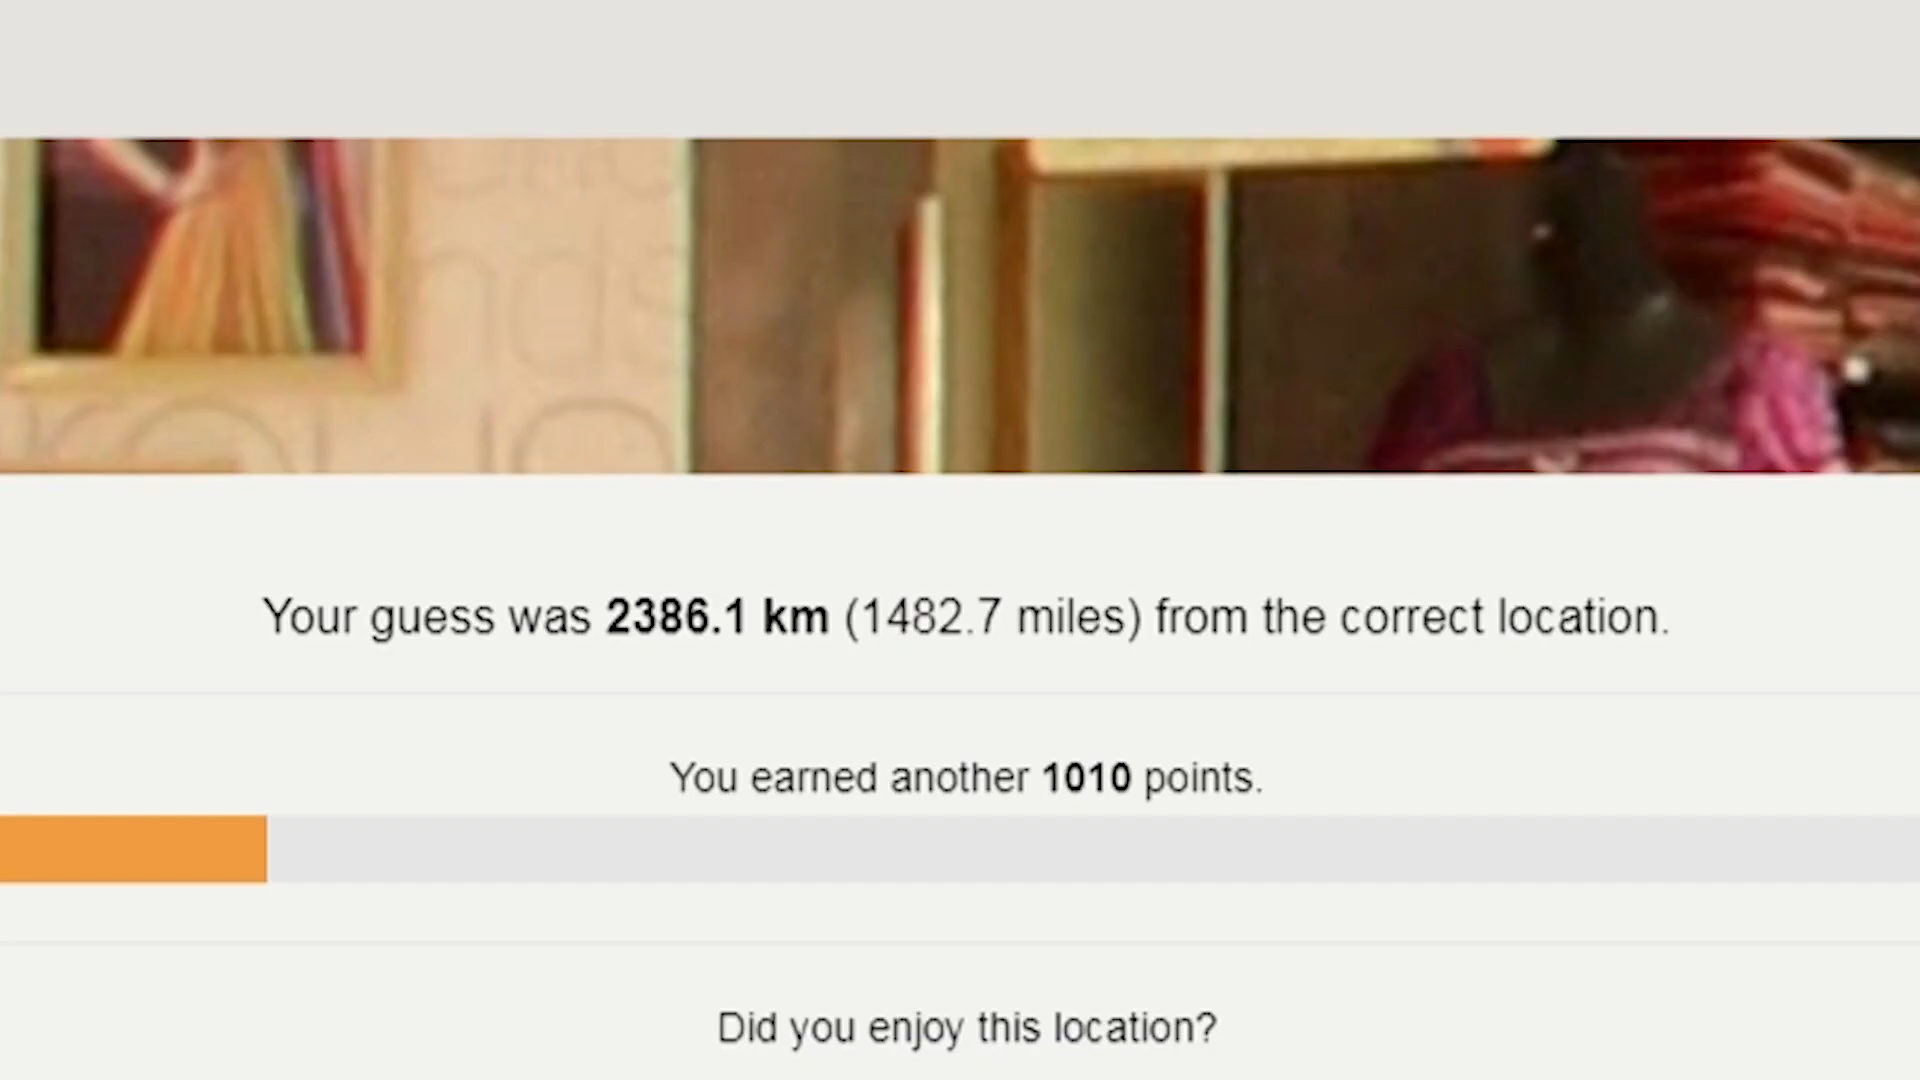 Your guess was 2386.1 km (1482.7 miles) from the correct location.
You earned another 1010 points.
Did you enjoy this location?